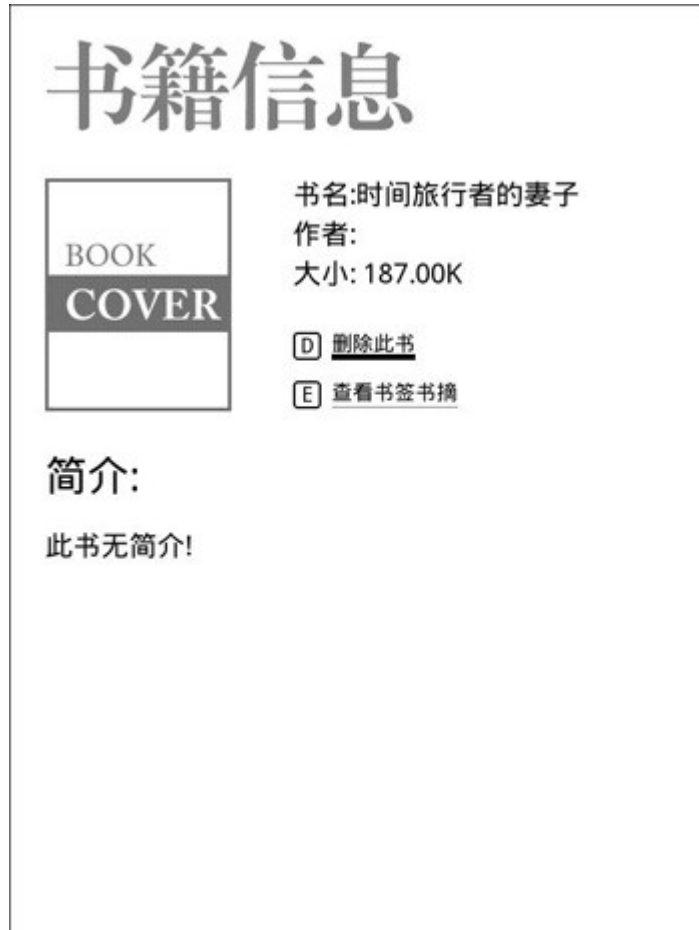 书籍信息
BOOK
COVER
书名:时间旅行者的妻子
作者:
大小: 187.00K
D 删除此书
E 查看书签书摘
简介:
此书无简介!